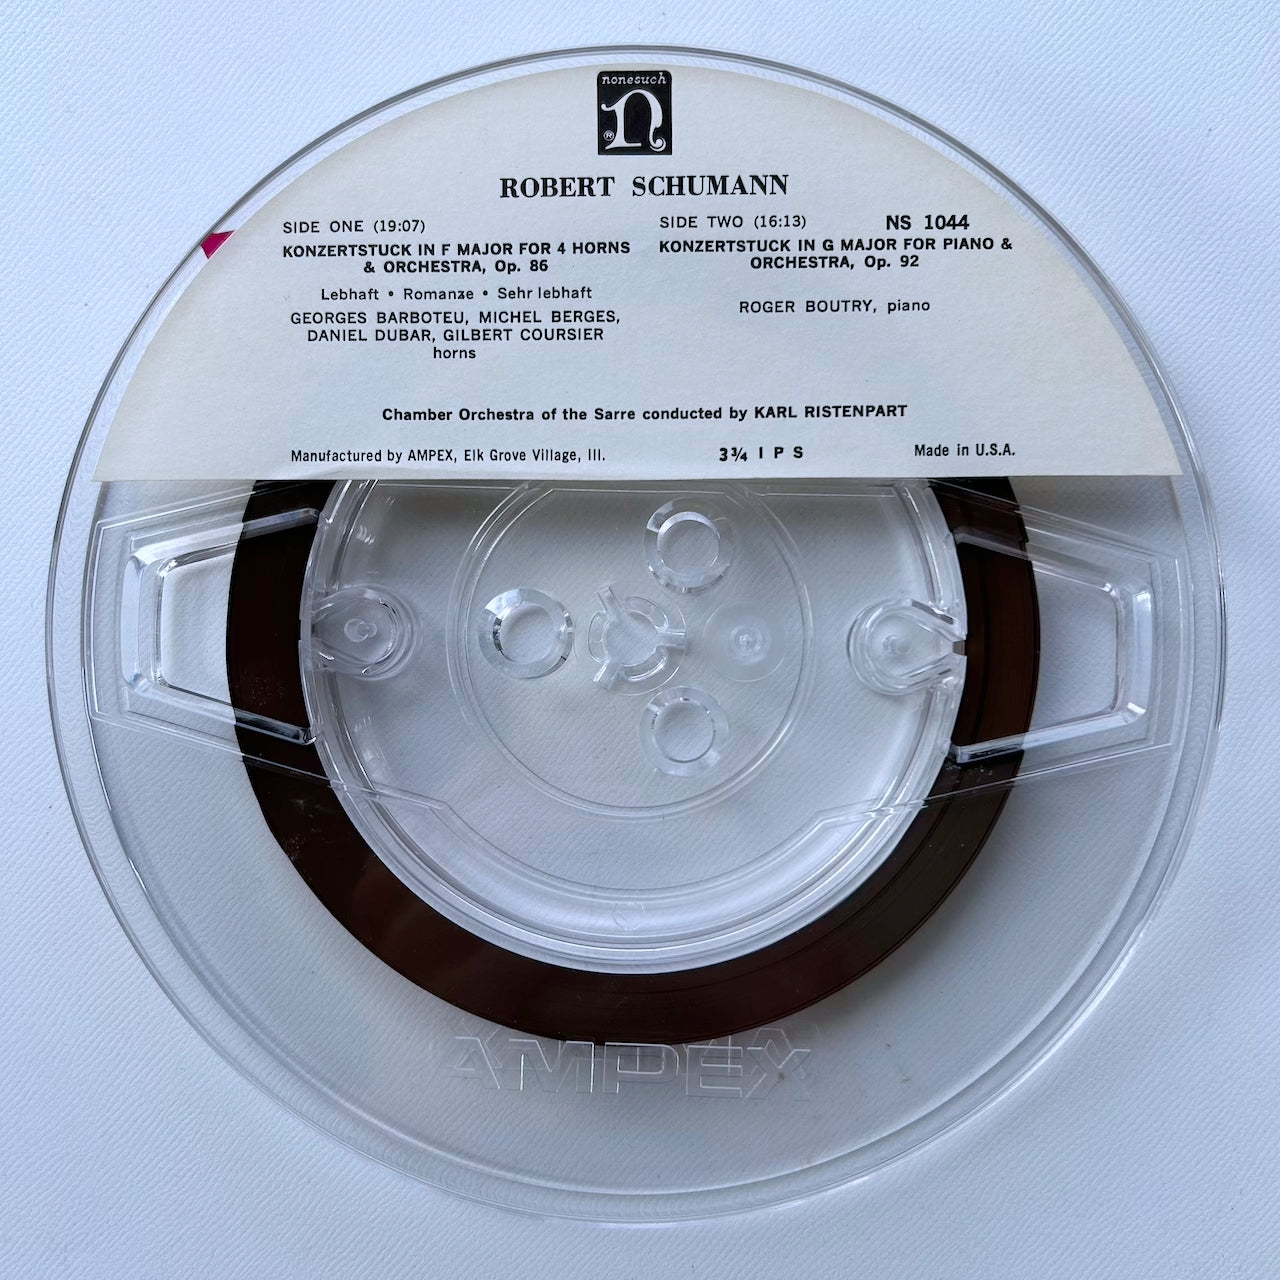 nonesuch
n
®
ROBERT SCHUMANN
SIDE ONE (19:07)
KONZERTSTUCK IN F MAJOR FOR 4 HORNS
& ORCHESTRA, Op. 86
Lebhaft • Romanze • Sehr lebhaft
GEORGES BARBOTEU, MICHEL BERGES,
DANIEL DUBAR, GILBERT COURSIER
horns
SIDE TWO (16:13) NS 1044
KONZERTSTUCK IN G MAJOR FOR PIANO &
ORCHESTRA, Op. 92
ROGER BOUTRY, piano
Chamber Orchestra of the Sarre conducted by KARL RISTENPART
Manufactured by AMPEX, Elk Grove Village, Ill. 3¾ I P S Made in U.S.A.
AMPEX